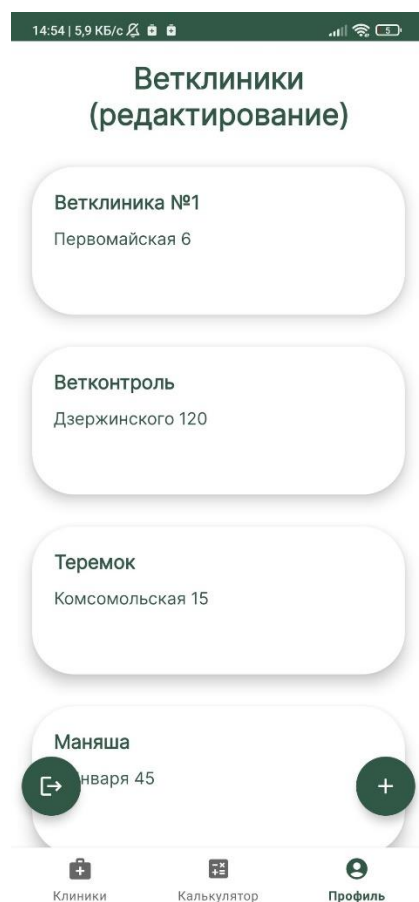 14:54 | 5,9 КБ/с
5
Ветклиники
(редактирование)
Ветклиника №1
Первомайская 6
Ветконтроль
Дзержинского 120
Теремок
Комсомольская 15
Маняша
нваря 45
Клиники
Калькулятор
Профиль